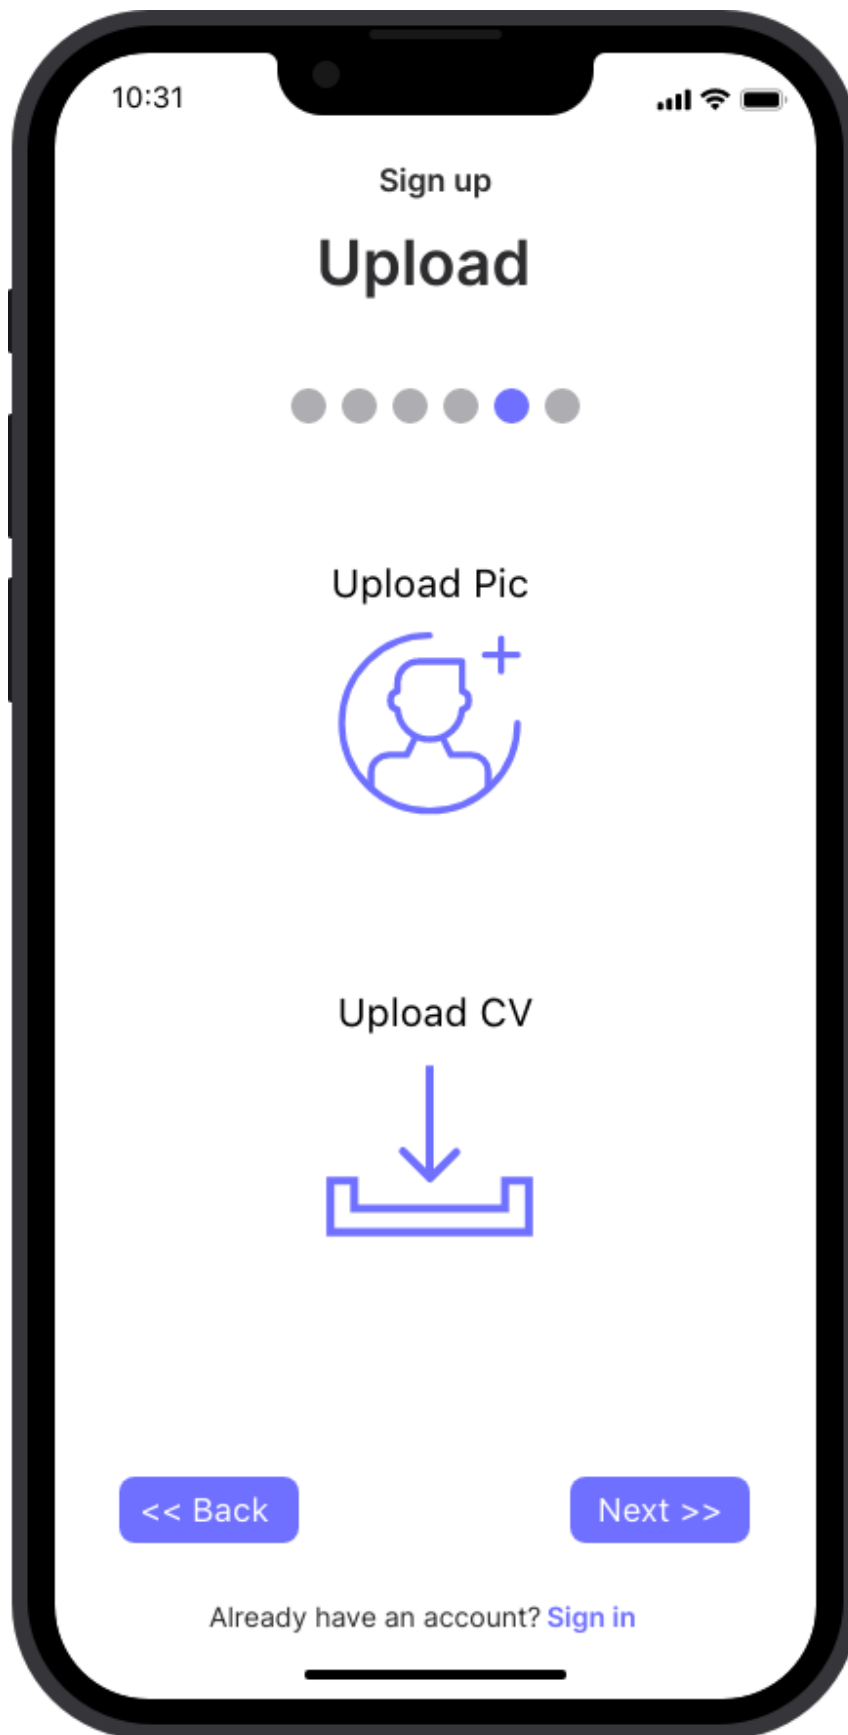 10:31
Sign up
Upload
Upload Pic
Upload CV
<< Back
Next >>
Already have an account? Sign in